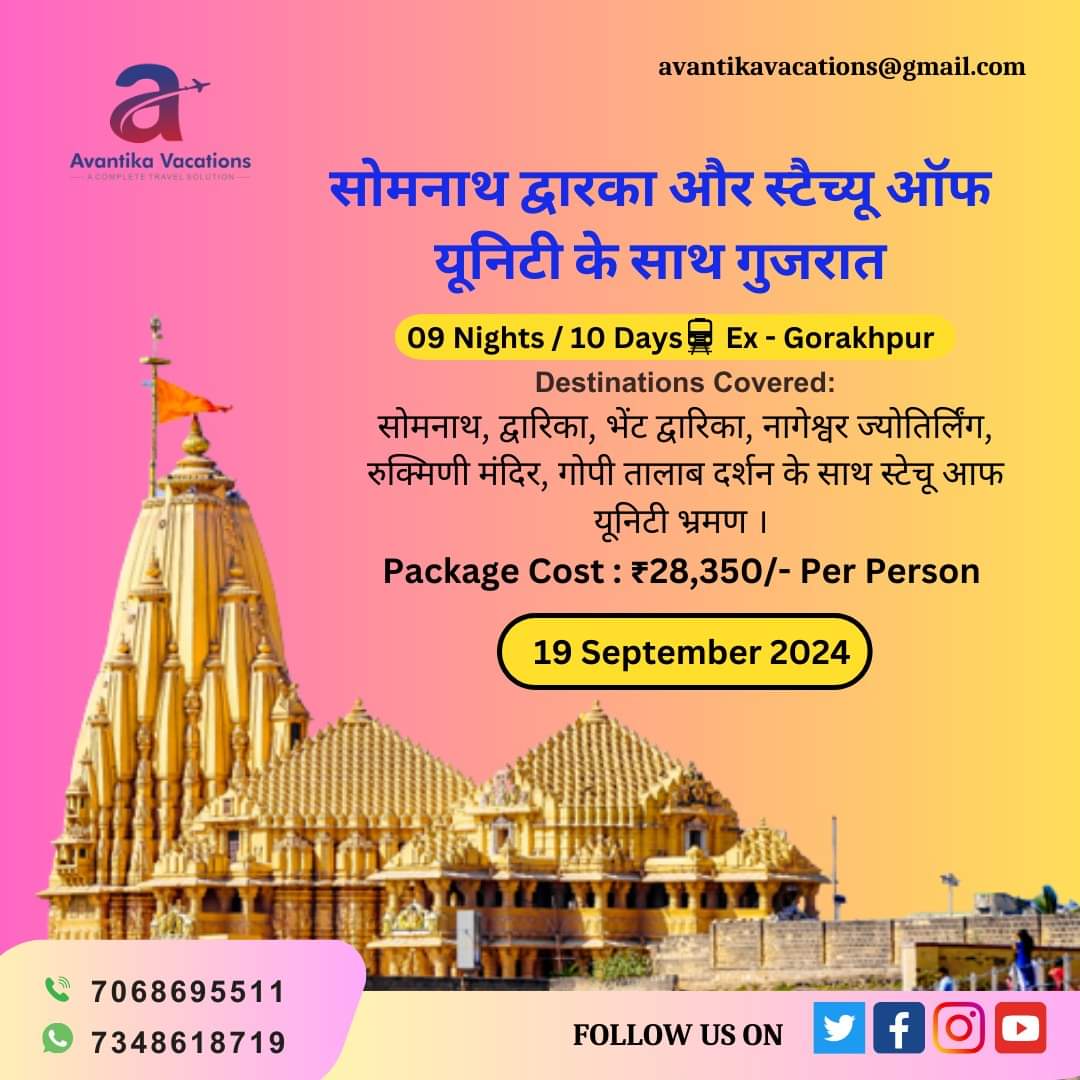 avantikavacations@gmail.com
a
Avantika Vacations
A COMPLETE TRAVEL SOLUTION
सोमनाथ द्वारका और स्टैच्यू ऑफ
यूनिटी के साथ गुजरात
09 Nights / 10 Days Ex - Gorakhpur
Destinations Covered:
सोमनाथ, द्वारिका, भेंट द्वारिका, नागेश्वर ज्योतिर्लिंग,
रुक्मिणी मंदिर, गोपी तालाब दर्शन के साथ स्टेचू आफ
यूनिटी भ्रमण ।
Package Cost : ₹28,350/- Per Person
19 September 2024
7068695511
7348618719
FOLLOW US ON